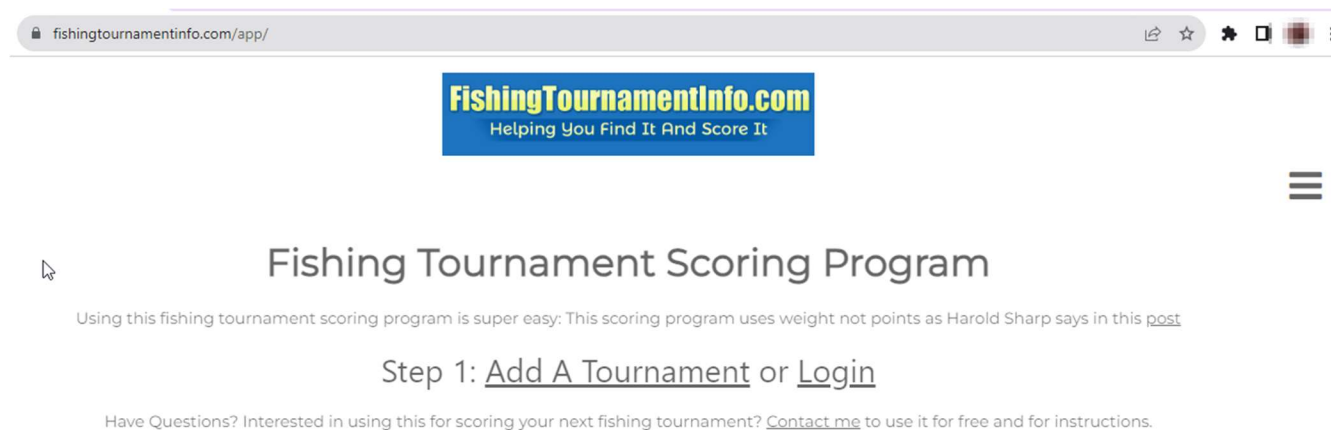 fishingtournamentinfo.com/app/
FishingTournamentInfo.com
Helping You Find It And Score It
Fishing Tournament Scoring Program
Using this fishing tournament scoring program is super easy: This scoring program uses weight not points as Harold Sharp says in this post
Step 1: Add A Tournament or Login
Have Questions? Interested in using this for scoring your next fishing tournament? Contact me to use it for free and for instructions.